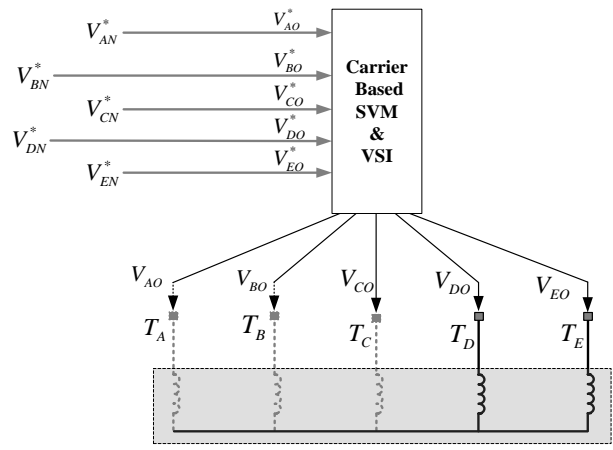 V*AN V*AO
V*BN V*BO
V*CN V*CO
V*DN V*DO
V*EN V*EO
Carrier
Based
SVM
&
VSI
VAO VBO VCO VDO VEO
TA TB TC TD TE